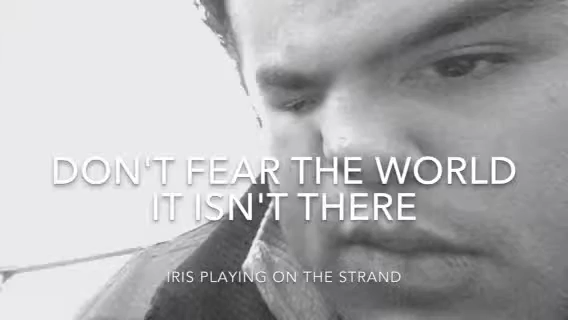 DON'T FEAR THE WORLD
IT ISN'T THERE
IRIS PLAYING ON THE STRAND